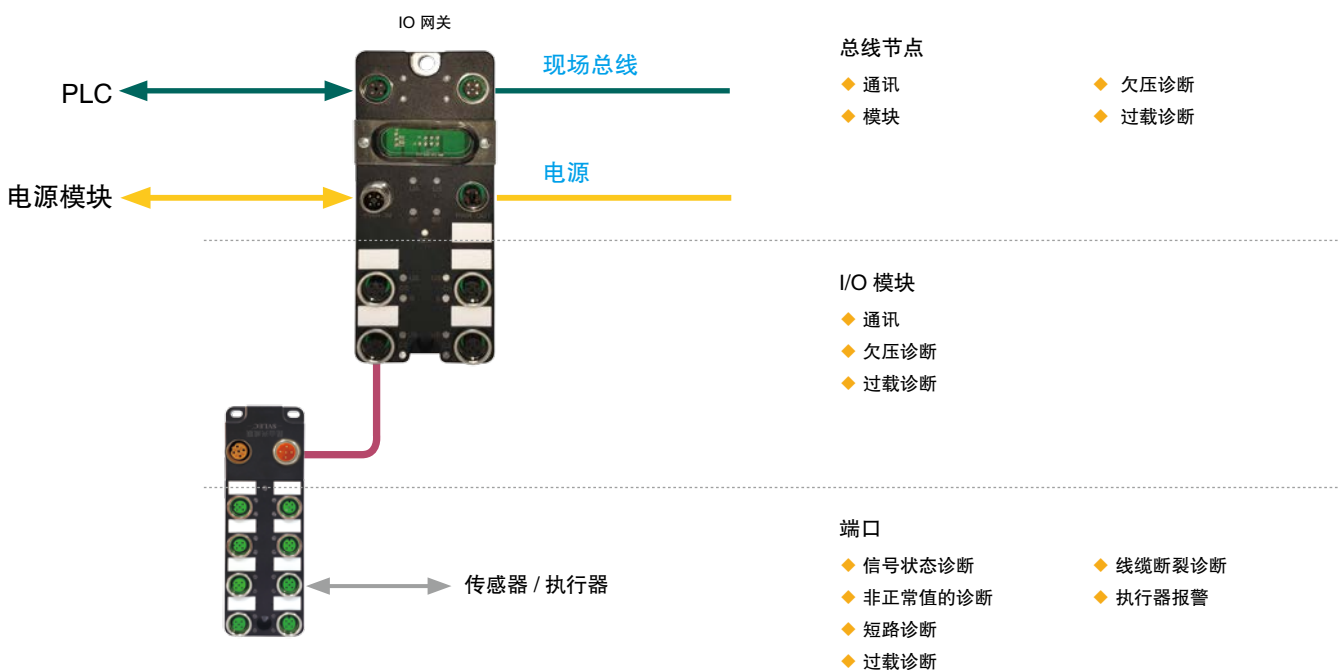 IO 网关
PLC
现场总线
电源模块
电源
总线节点
◆ 通讯
◆ 模块
◆ 欠压诊断
◆ 过载诊断
I/O 模块
◆ 通讯
◆ 欠压诊断
◆ 过载诊断
SVLEC
传感器 / 执行器
端口
◆ 信号状态诊断
◆ 非正常值的诊断
◆ 短路诊断
◆ 过载诊断
◆ 线缆断裂诊断
◆ 执行器报警